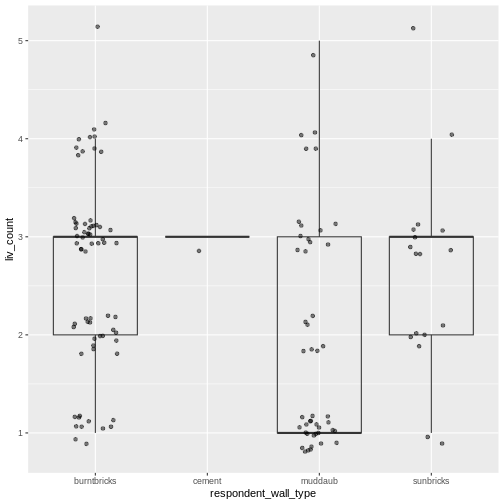 liv_count
5
4
3
2
1
burntbricks cement muddaub sunbricks
respondent_wall_type